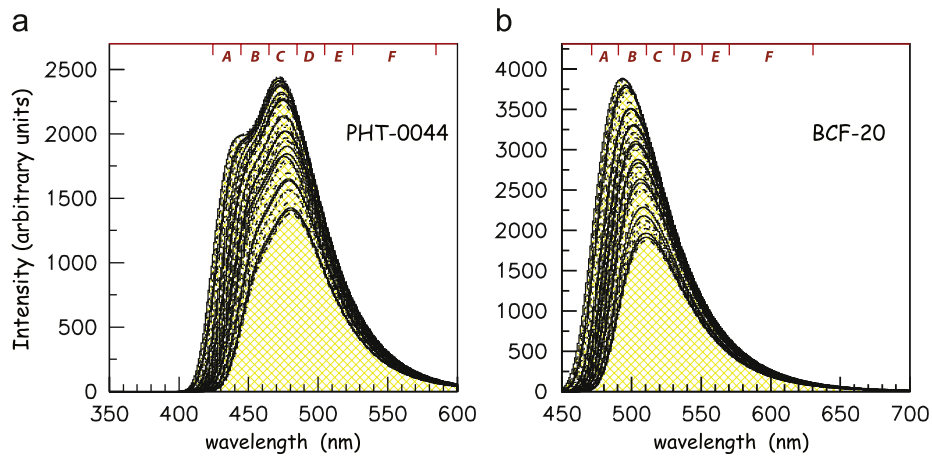 a
b
A B C D E F
A B C D E F
2500
2000
1500
1000
500
0
Intensity (arbitrary units)
PHT-0044
350 400 450 500 550 600
wavelength (nm)
4000
3500
3000
2500
2000
1500
1000
500
0
BCF-20
450 500 550 600 650 700
wavelength (nm)